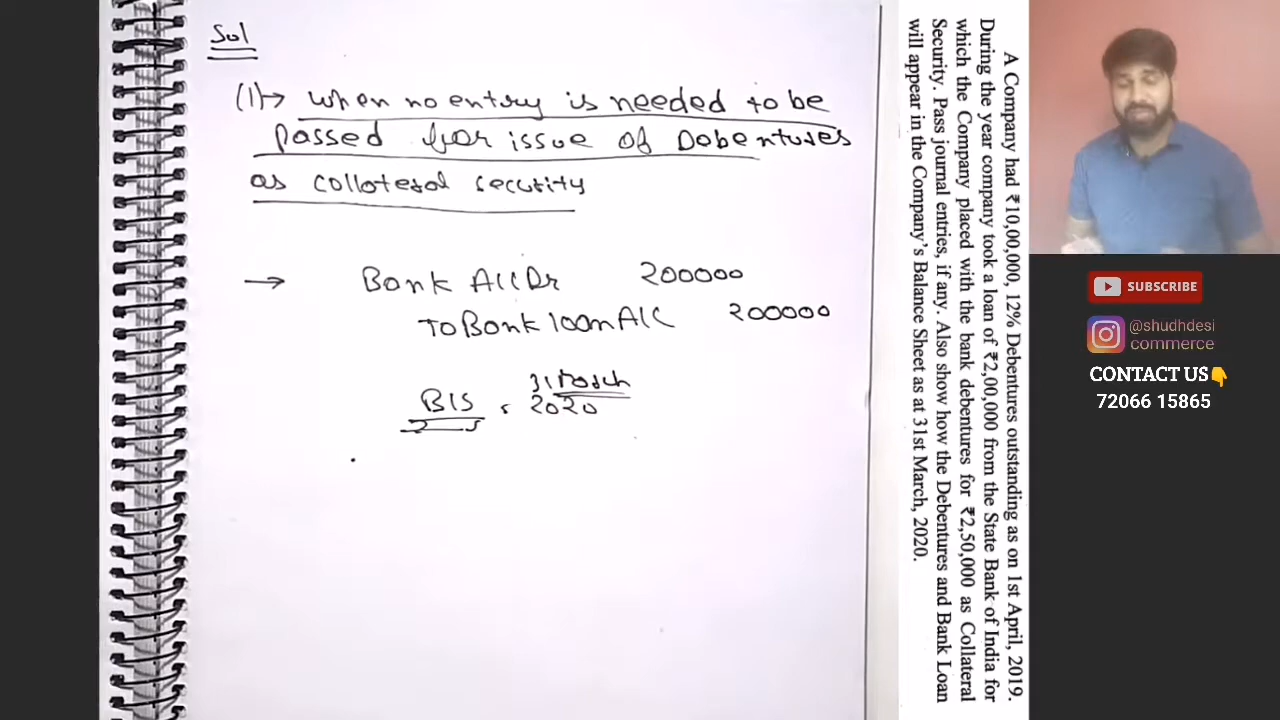 Sol
(1)→ when no entry is needed to be
passed for issue of Debentures
as collateral security
→ Bank A/C Dr 200000
To Bank loan A/C 200000
B/S 31 March
2020
A Company had ₹10,00,000, 12% Debentures outstanding as on 1st April, 2019.
During the year company took a loan of ₹2,00,000 from the State Bank of India for
which the Company placed with the bank debentures for ₹2,50,000 as Collateral
Security. Pass journal entries, if any. Also show how the Debentures and Bank Loan
will appear in the Company's Balance Sheet as at 31st March, 2020.
SUBSCRIBE
@shudhdesi
commerce
CONTACT US👇
72066 15865